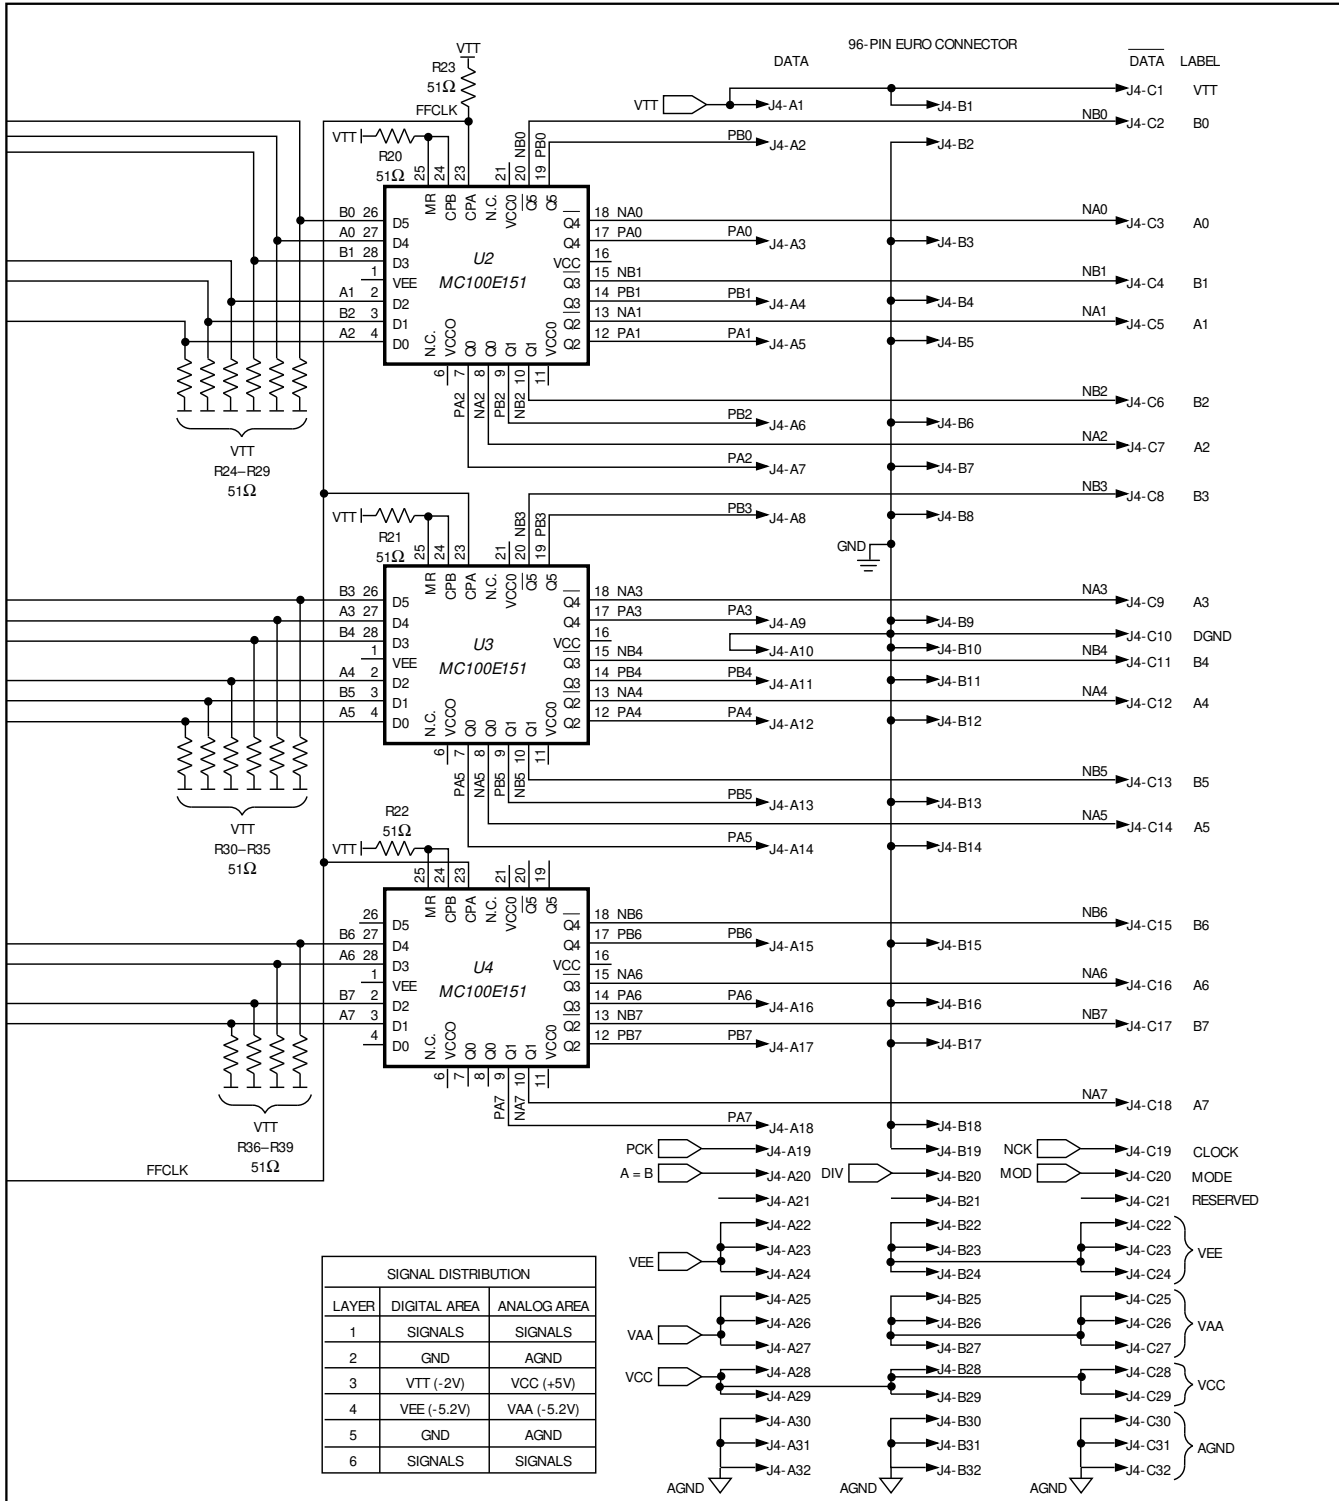 96-PIN EURO CONNECTOR
DATA
DATA LABEL
VTT
R23
51Ω
FFCLK
VTT
R20
51Ω
25 24 23 21 20 19
NB0 PB0
MR CPB CPA N.C. VCC0 Q5 Q5
B0 26 D5
A0 27 D4
B1 28 D3
1 VEE
A1 2 D2
B2 3 D1
A2 4 D0
U2
MC100E151
Q4 18 NA0
Q4 17 PA0
VCC 16
Q3 15 NB1
Q3 14 PB1
Q2 13 NA1
Q2 12 PA1
N.C. VCCO Q0 Q0 Q1 Q1 VCC0
6 7 8 9 10 11
PA2 NA2 PB2 NB2
VTT
R24–R29
51Ω
VTT
R21
51Ω
25 24 23 21 20 19
NB3 PB3
MR CPB CPA N.C. VCC0 Q5 Q5
B3 26 D5
A3 27 D4
B4 28 D3
1 VEE
A4 2 D2
B5 3 D1
A5 4 D0
U3
MC100E151
Q4 18 NA3
Q4 17 PA3
VCC 16
Q3 15 NB4
Q3 14 PB4
Q2 13 NA4
Q2 12 PA4
N.C. VCCO Q0 Q0 Q1 Q1 VCC0
6 7 8 9 10 11
PA5 NA5 PB5 NB5
VTT
R30–R35
51Ω
R22
51Ω
VTT
25 24 23 21 20 19
MR CPB CPA N.C. VCC0 Q5 Q5
26 D5
B6 27 D4
A6 28 D3
1 VEE
B7 2 D2
A7 3 D1
4 D0
U4
MC100E151
Q4 18 NB6
Q4 17 PB6
VCC 16
Q3 15 NA6
Q3 14 PA6
Q2 13 NB7
Q2 12 PB7
N.C. VCCO Q0 Q0 Q1 Q1 VCC0
6 7 8 9 10 11
PA7 NA7
VTT
R36–R39
51Ω
FFCLK
VTT J4-A1 J4-B1 J4-C1 VTT
NB0 J4-C2 B0
PB0 J4-A2 J4-B2
NA0 J4-C3 A0
PA0 J4-A3 J4-B3
NB1 J4-C4 B1
PB1 J4-A4 J4-B4
NA1 J4-C5 A1
PA1 J4-A5 J4-B5
NB2 J4-C6 B2
PB2 J4-A6 J4-B6
NA2 J4-C7 A2
PA2 J4-A7 J4-B7
NB3 J4-C8 B3
PB3 J4-A8 J4-B8
GND
NA3 J4-C9 A3
PA3 J4-A9 J4-B9
J4-C10 DGND
J4-A10 J4-B10
NB4 J4-C11 B4
PB4 J4-A11 J4-B11
NA4 J4-C12 A4
PA4 J4-A12 J4-B12
NB5 J4-C13 B5
PB5 J4-A13 J4-B13
NA5 J4-C14 A5
PA5 J4-A14 J4-B14
NB6 J4-C15 B6
PB6 J4-A15 J4-B15
NA6 J4-C16 A6
PA6 J4-A16 J4-B16
NB7 J4-C17 B7
PB7 J4-A17 J4-B17
NA7 J4-C18 A7
PA7 J4-A18 J4-B18
PCK J4-A19 J4-B19 NCK J4-C19 CLOCK
A = B J4-A20 DIV J4-B20 MOD J4-C20 MODE
J4-A21 J4-B21 J4-C21 RESERVED
J4-A22 J4-B22 J4-C22
VEE J4-A23 J4-B23 J4-C23 VEE
J4-A24 J4-B24 J4-C24
J4-A25 J4-B25 J4-C25
VAA J4-A26 J4-B26 J4-C26 VAA
J4-A27 J4-B27 J4-C27
VCC J4-A28 J4-B28 J4-C28 VCC
J4-A29 J4-B29 J4-C29
J4-A30 J4-B30 J4-C30
J4-A31 J4-B31 J4-C31 AGND
J4-A32 J4-B32 J4-C32
AGND AGND AGND
SIGNAL DISTRIBUTION
LAYER DIGITAL AREA ANALOG AREA
1 SIGNALS SIGNALS
2 GND AGND
3 VTT (-2V) VCC (+5V)
4 VEE (-5.2V) VAA (-5.2V)
5 GND AGND
6 SIGNALS SIGNALS